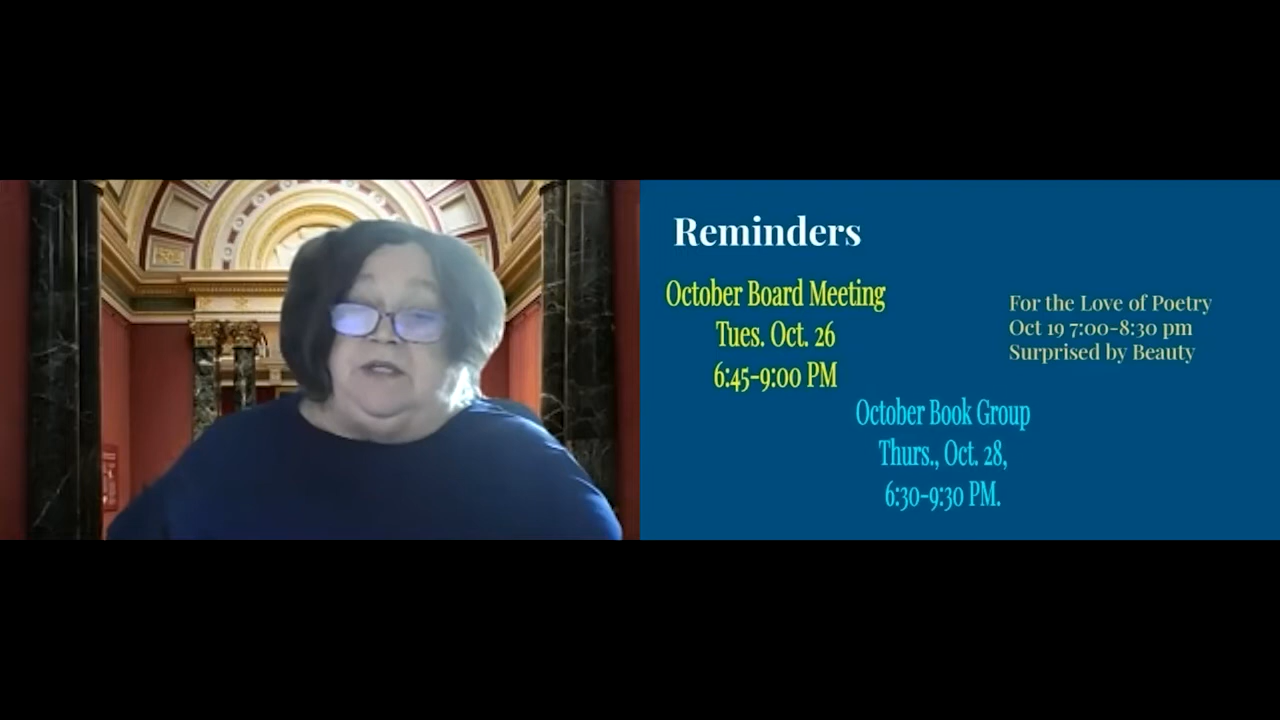 Reminders
October Board Meeting
Tues. Oct. 26
6:45-9:00 PM
For the Love of Poetry
Oct 19 7:00-8:30 pm
Surprised by Beauty
October Book Group
Thurs., Oct. 28,
6:30-9:30 PM.